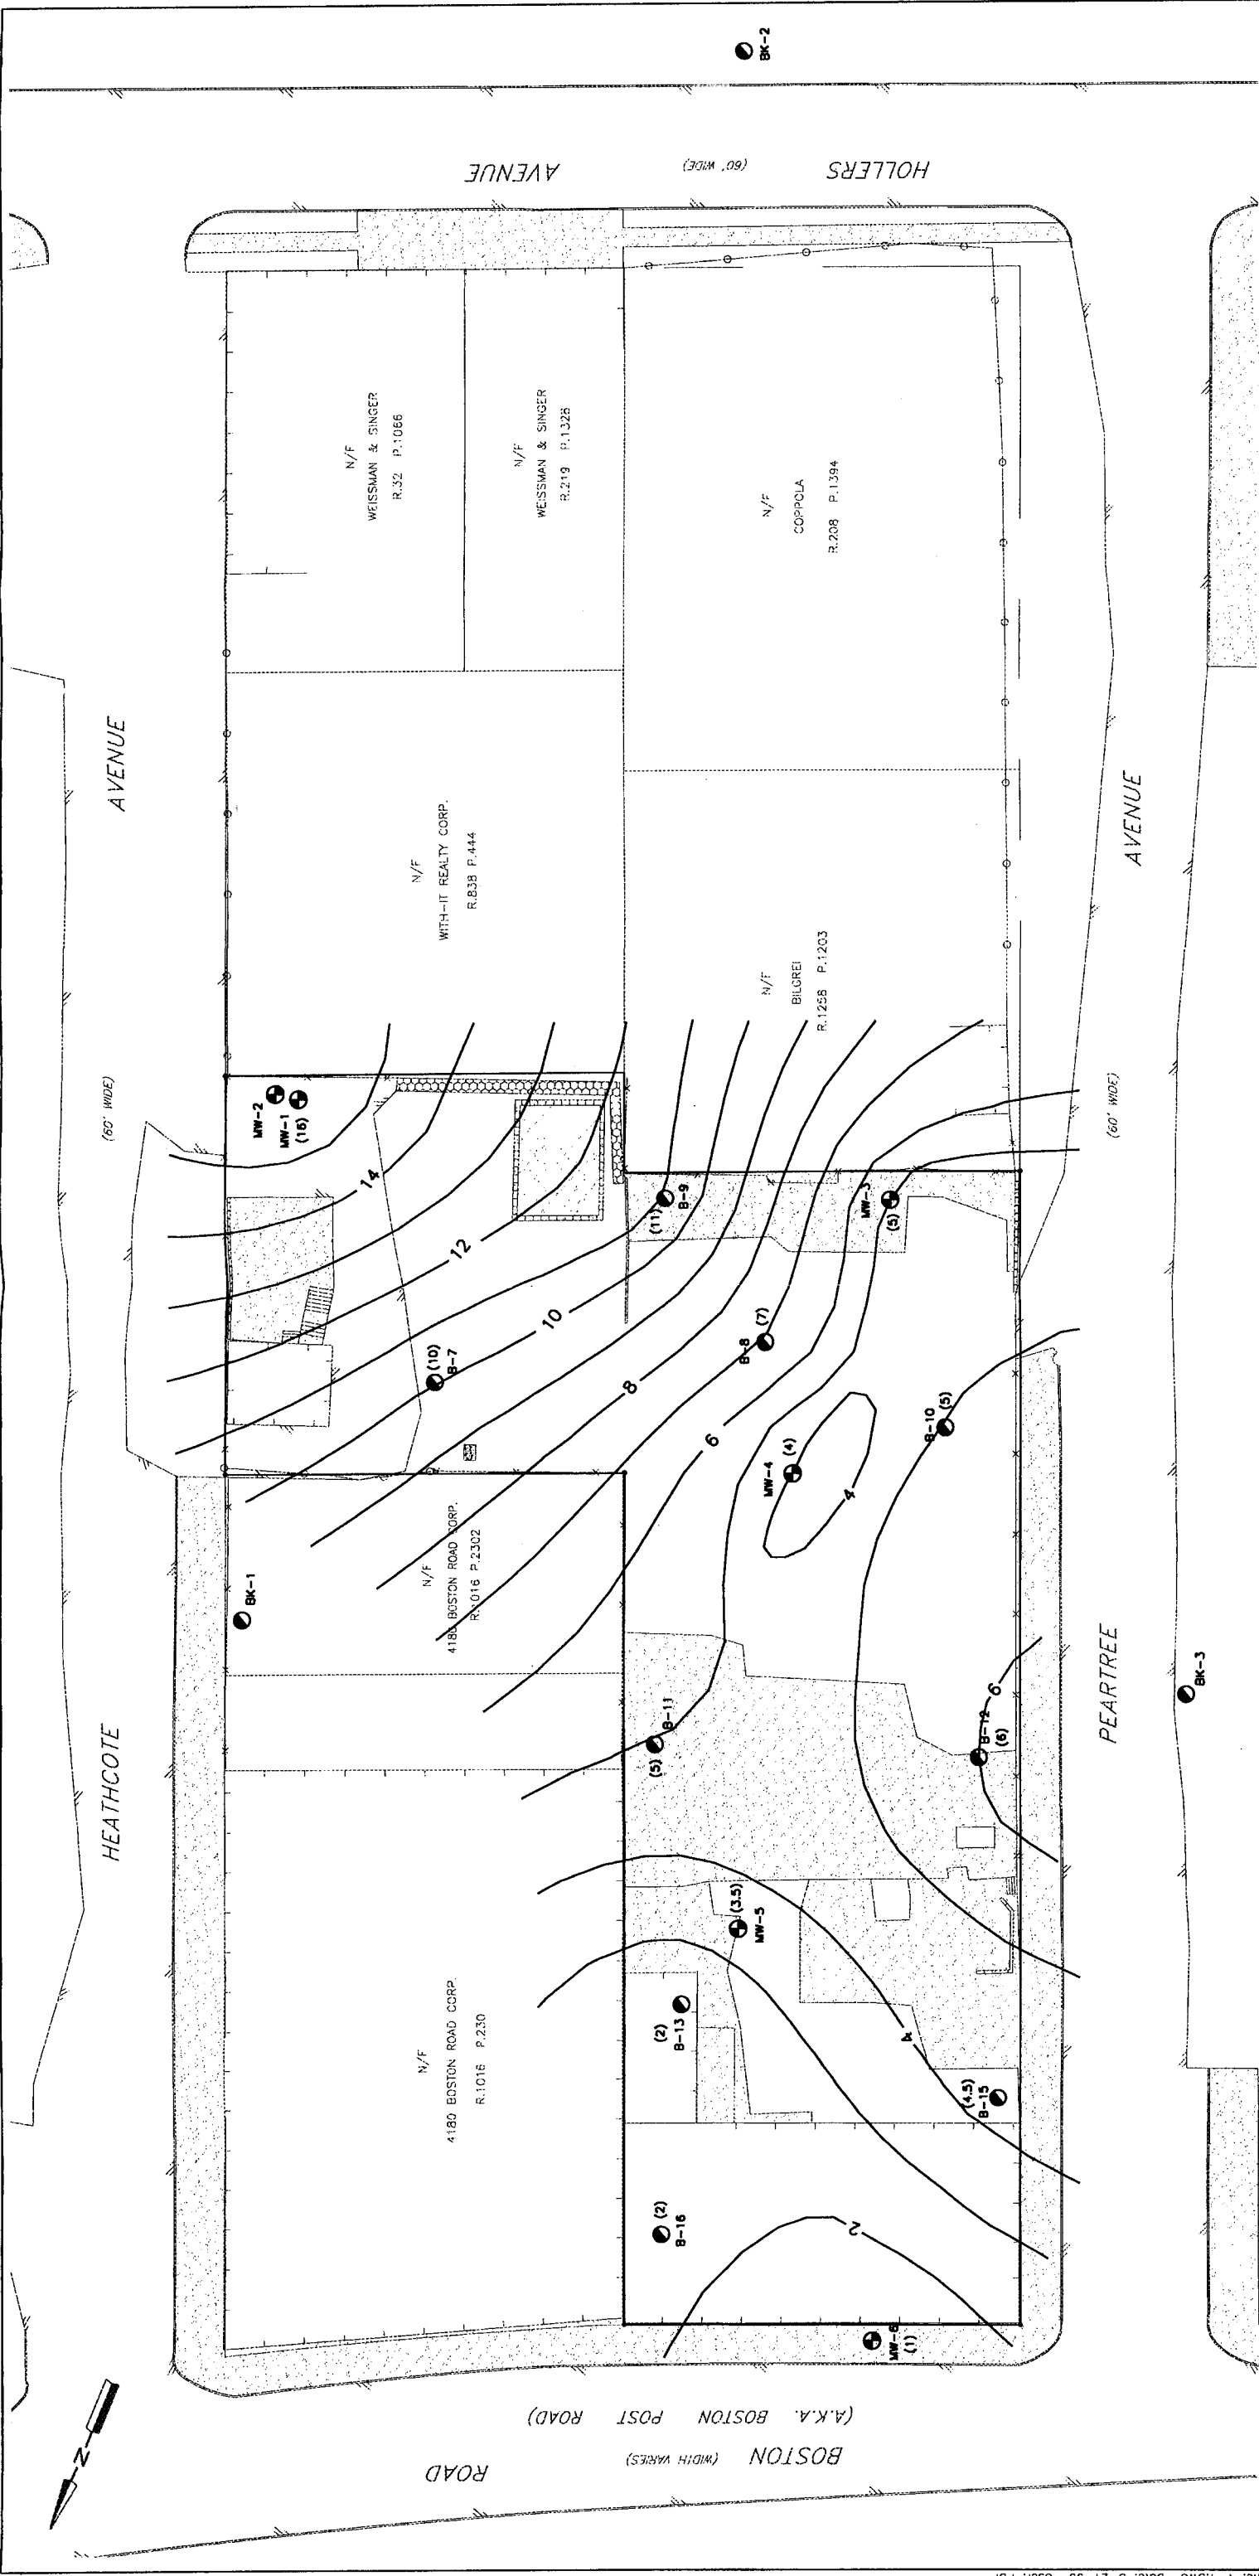 BK-2
HOLLERS
(60' WIDE)
AVENUE
N/F
WEISSMAN & SINGER
R.32 P.1066
N/F
WEISSMAN & SINGER
R.219 P.1328
N/F
COPPOLA
R.208 P.1394
N/F
WITH-IT REALTY CORP.
R.838 P.444
N/F
BILGREI
R.1258 P.1203
HEATHCOTE
(60' WIDE)
AVENUE
PEARTREE
(60' WIDE)
AVENUE
MW-2
MW-1
(15)
14
12
10
8
6
4
(11)
B-9
MW-3
(5)
(10)
B-7
B-8 (7)
MW-4 (4)
B-10 (5)
BK-1
N/F
4180 BOSTON ROAD CORP.
R.1016 P.2302
B-11
(5)
6
B-12
(6)
BK-3
(3.5)
MW-5
N/F
4180 BOSTON ROAD CORP.
R.1016 P.230
(2)
B-13
4
(4.5)
B-15
(2)
B-16
2
MW-6
(1)
N
(A.K.A. BOSTON POST ROAD)
BOSTON (WIDTH VARIES) ROAD